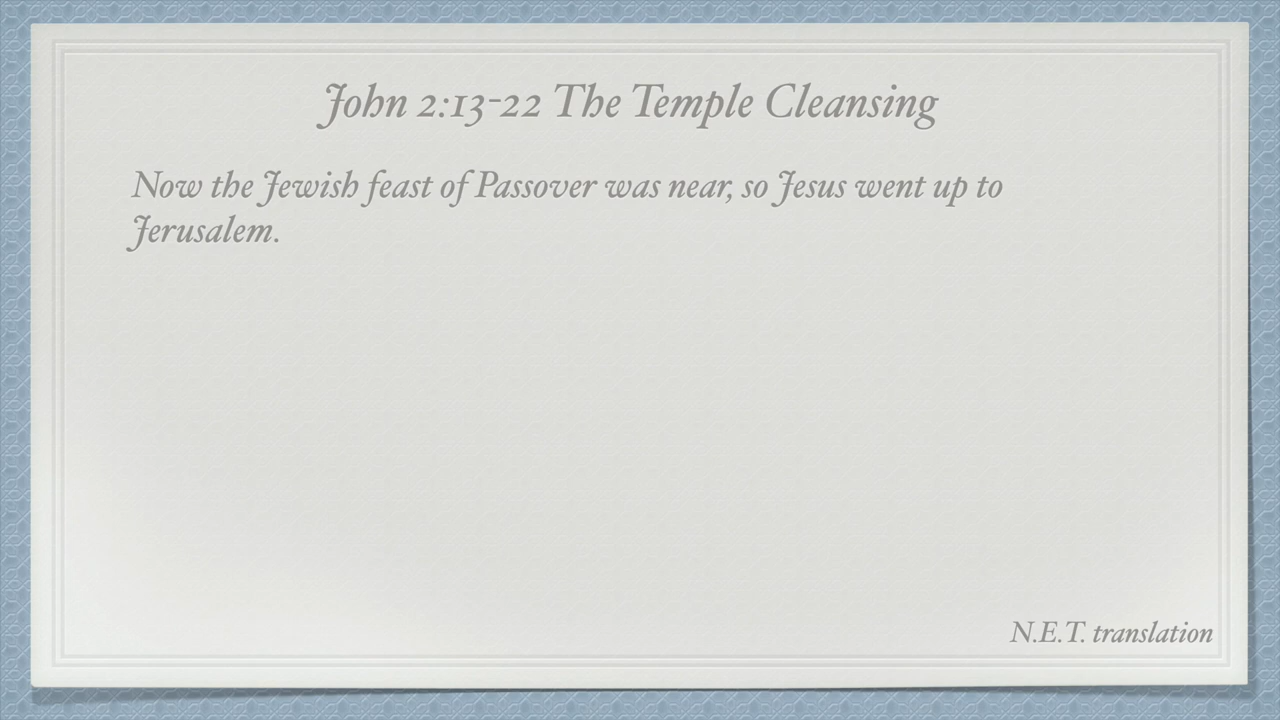 John 2:13-22 The Temple Cleansing
Now the Jewish feast of Passover was near, so Jesus went up to
Jerusalem.
N.E.T. translation